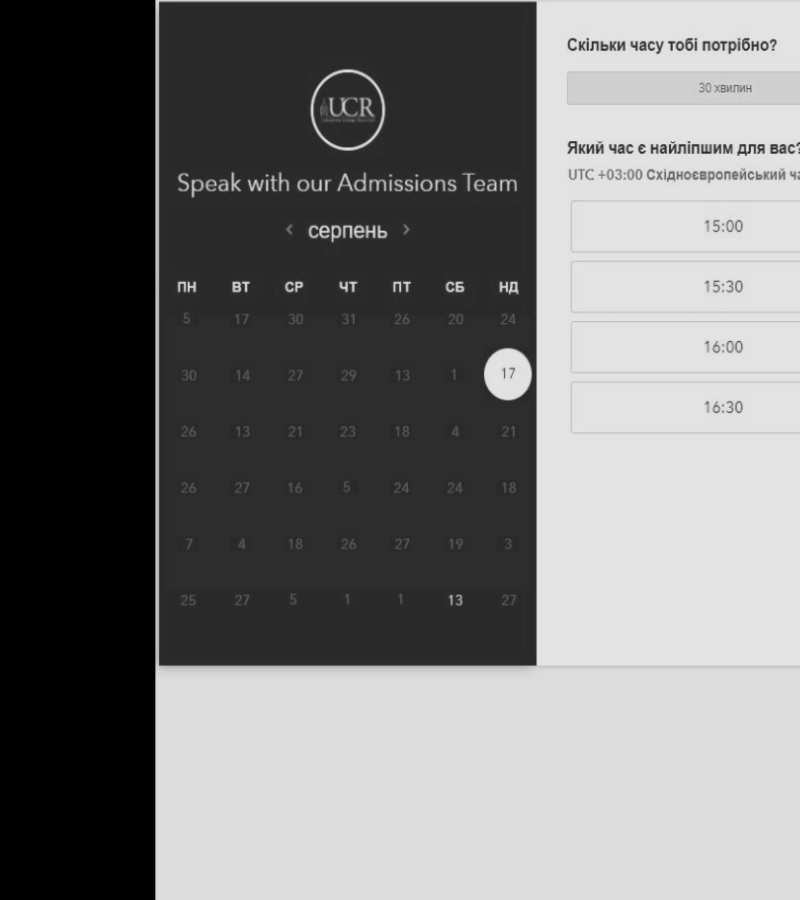 UCR
Speak with our Admissions Team
‹ серпень ›
ПН ВТ СР ЧТ ПТ СБ НД
5 17 30 31 26 20 24
30 14 27 29 13 1 17
26 13 21 23 18 4 21
26 27 16 5 24 24 18
7 4 18 26 27 19 3
25 27 5 1 1 13 27
Скільки часу тобі потрібно?
30 хвилин
Який час є найліпшим для вас?
UTC +03:00 Східноєвропейський ча
15:00
15:30
16:00
16:30